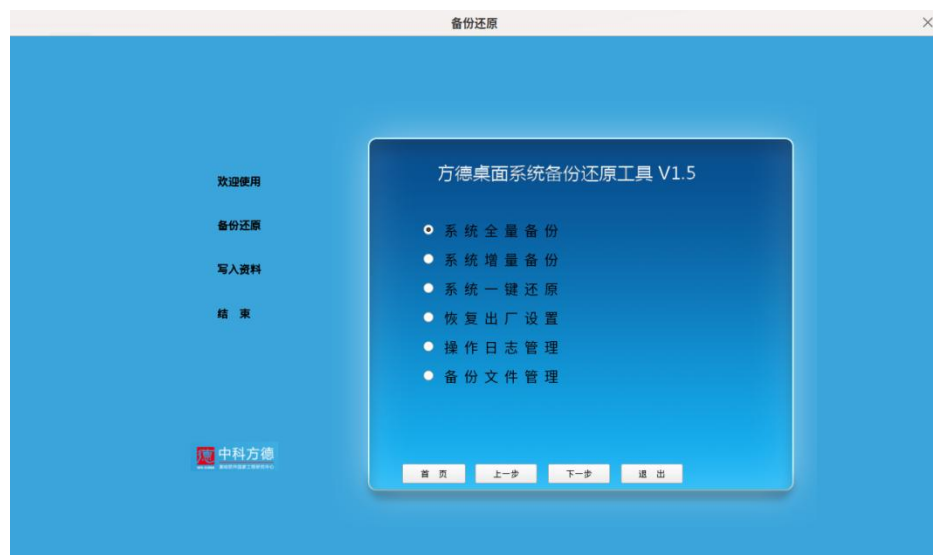 备份还原
欢迎使用
备份还原
写入资料
结 束
中科方德
方德桌面系统备份还原工具 V1.5
系统全量备份
系统增量备份
系统一键还原
恢复出厂设置
操作日志管理
备份文件管理
首 页
上一步
下一步
退 出